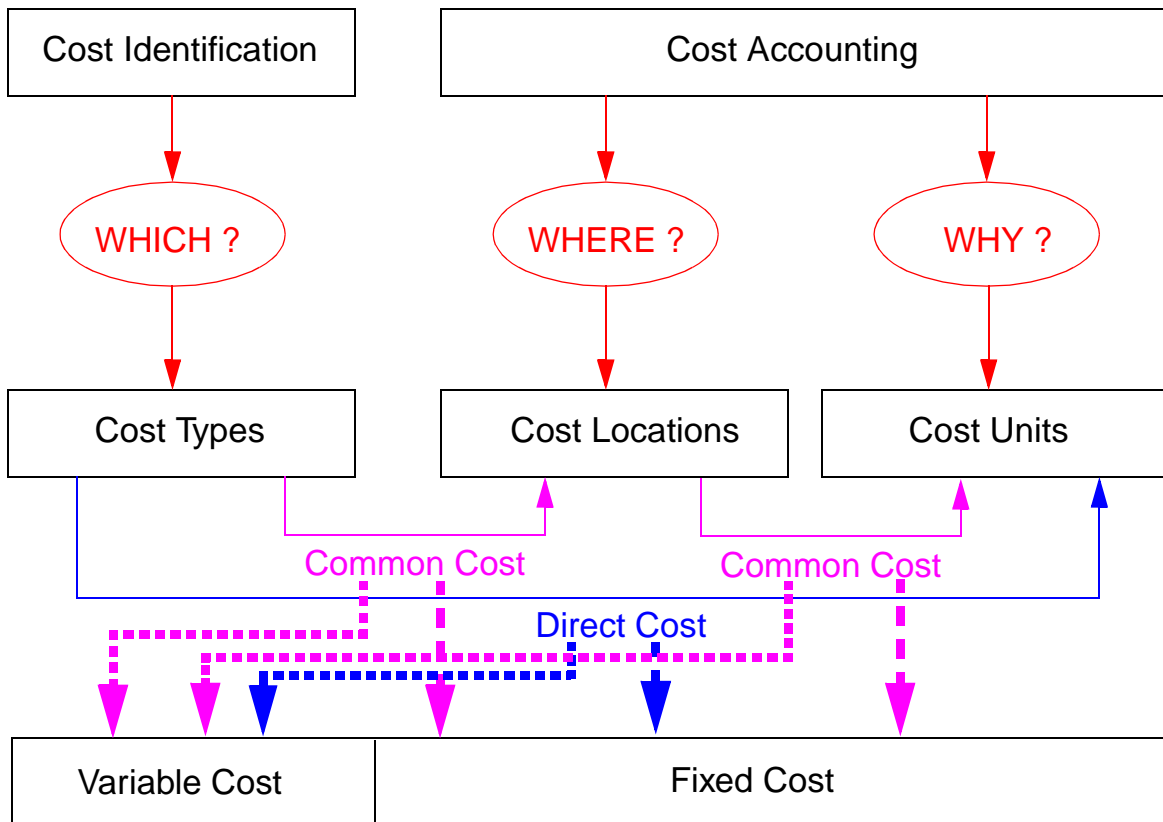 Cost Identification
Cost Accounting
WHICH ?
WHERE ?
WHY ?
Cost Types
Cost Locations
Cost Units
Common Cost
Common Cost
Direct Cost
Variable Cost
Fixed Cost